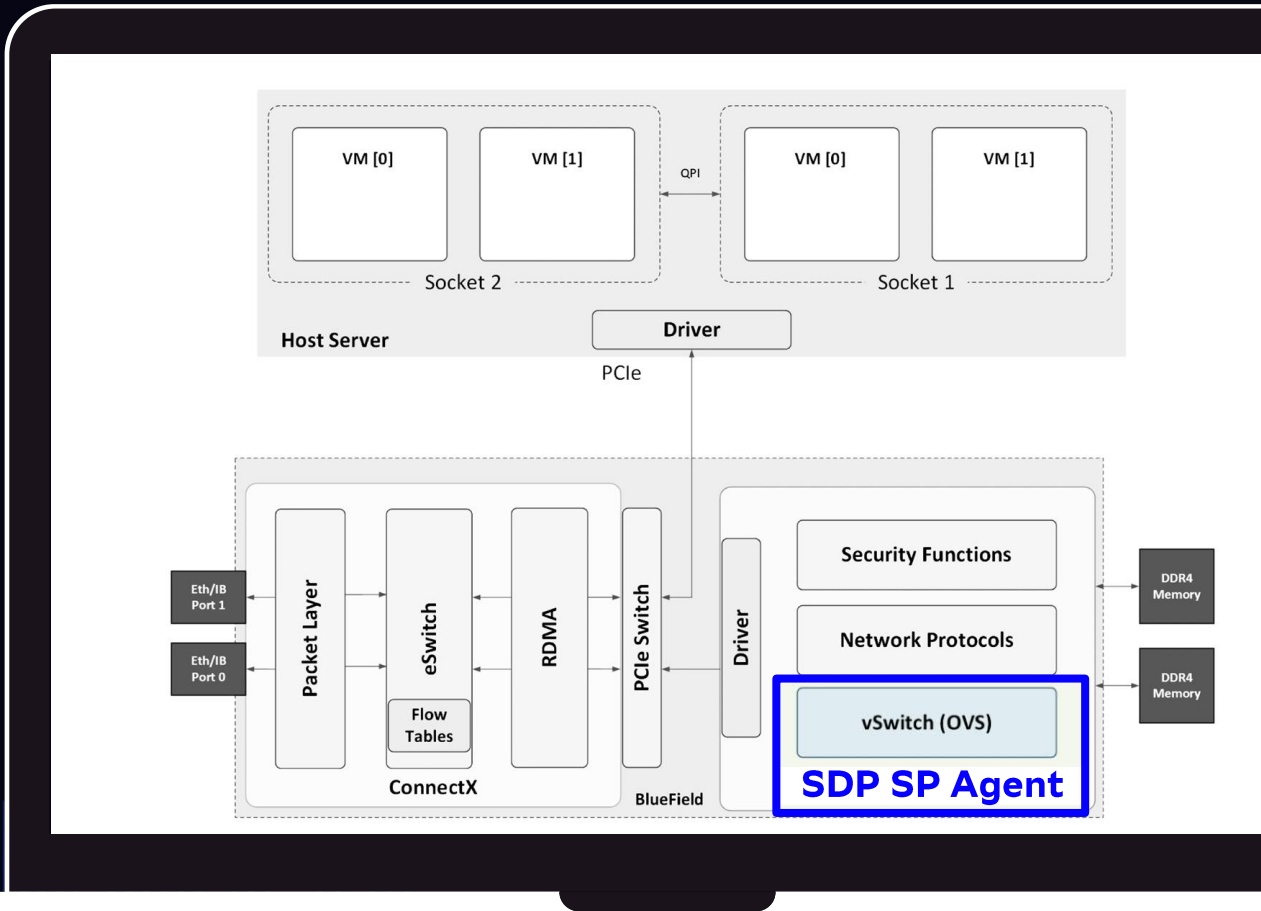 VM [0]
VM [1]
QPI
VM [0]
VM [1]
Socket 2
Socket 1
Host Server
Driver
PCIe
Eth/IB
Port 1
Eth/IB
Port 0
Packet Layer
eSwitch
Flow
Tables
RDMA
ConnectX
PCIe Switch
BlueField
Driver
Security Functions
Network Protocols
vSwitch (OVS)
SDP SP Agent
DDR4
Memory
DDR4
Memory